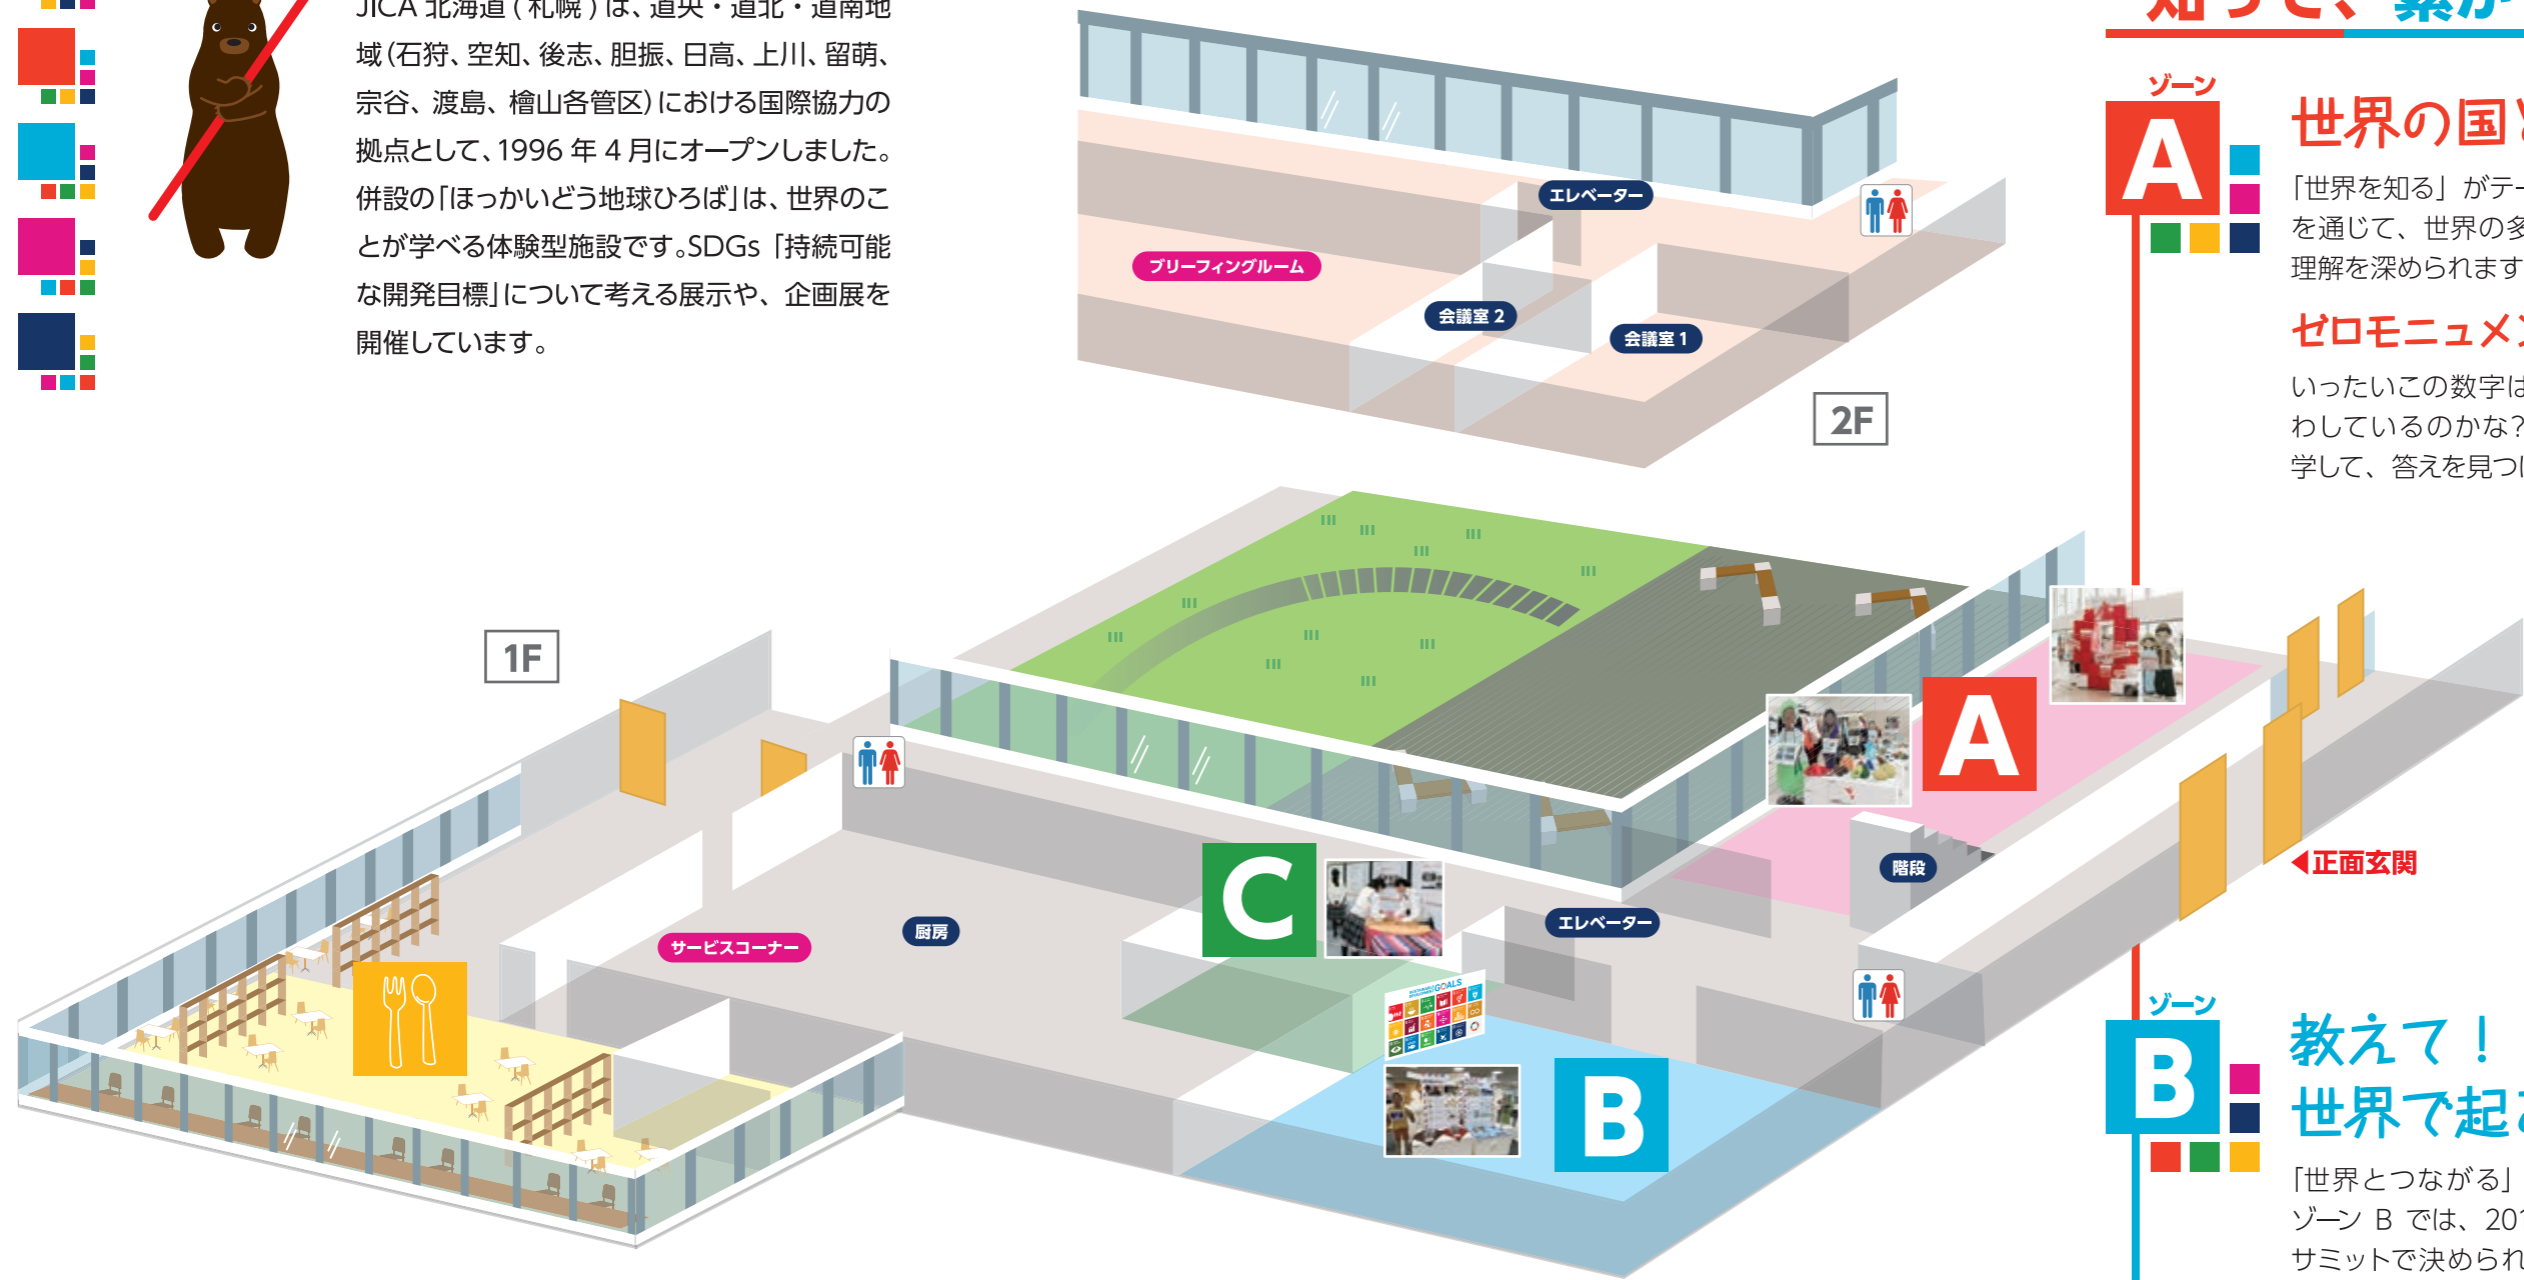 JICA 北海道 ( 札幌 ) は、道央・道北・道南地
域（石狩、空知、後志、胆振、日高、上川、留萌、
宗谷、渡島、檜山各管区）における国際協力の
拠点として、1996 年 4 月にオープンしました。
併設の「ほっかいどう地球ひろば」は、世界のこ
とが学べる体験型施設です。SDGs「持続可能
な開発目標」について考える展示や、企画展を
開催しています。
エレベーター
ブリーフィングルーム
会議室 2
会議室 1
2F
1F
A
階段
◀正面玄関
C
エレベーター
厨房
サービスコーナー
GOALS
B
知って、繋が
ゾーン
A
世界の国
「世界を知る」がテー
を通じて、世界の多
理解を深められます
ゼロモニュメン
いったいこの数字は
わしているのかな？
学して、答えを見つけ
ゾーン
B
教えて！
世界で起こ
「世界とつながる」
ゾーン B では、201
サミットで決められ